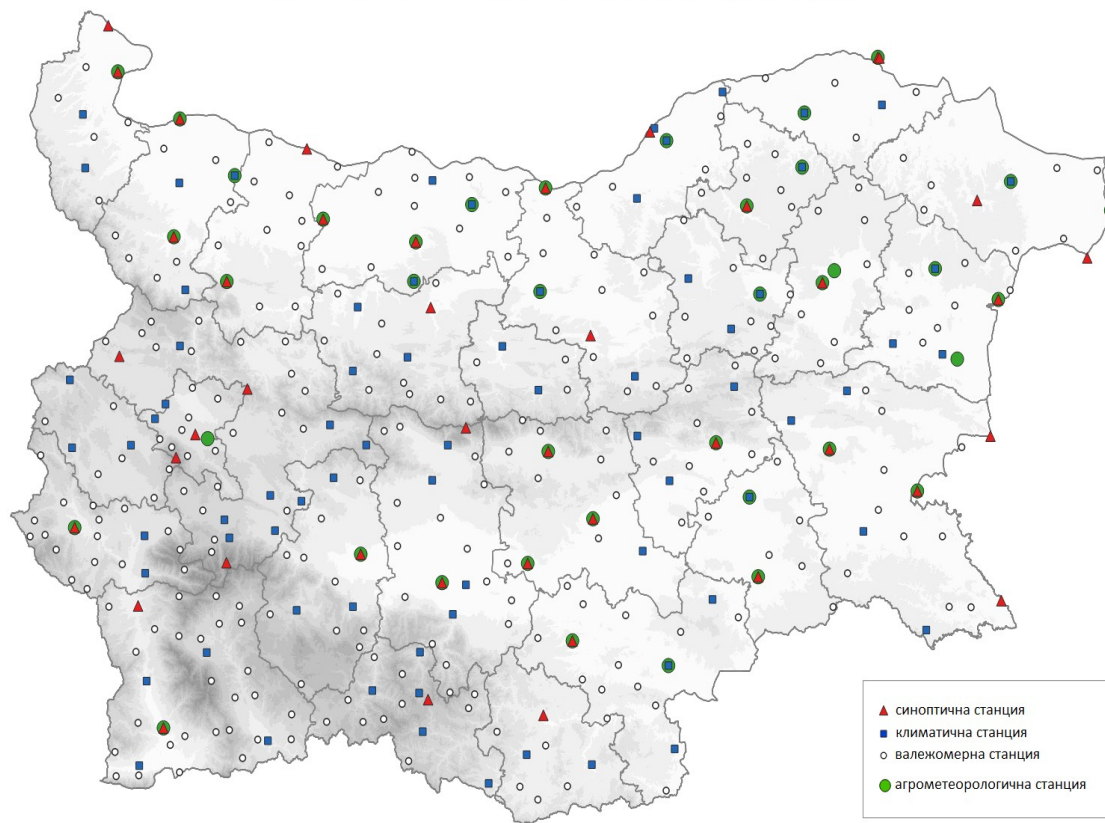 синоптична станция
климатична станция
валежомерна станция
агрометеорологична станция